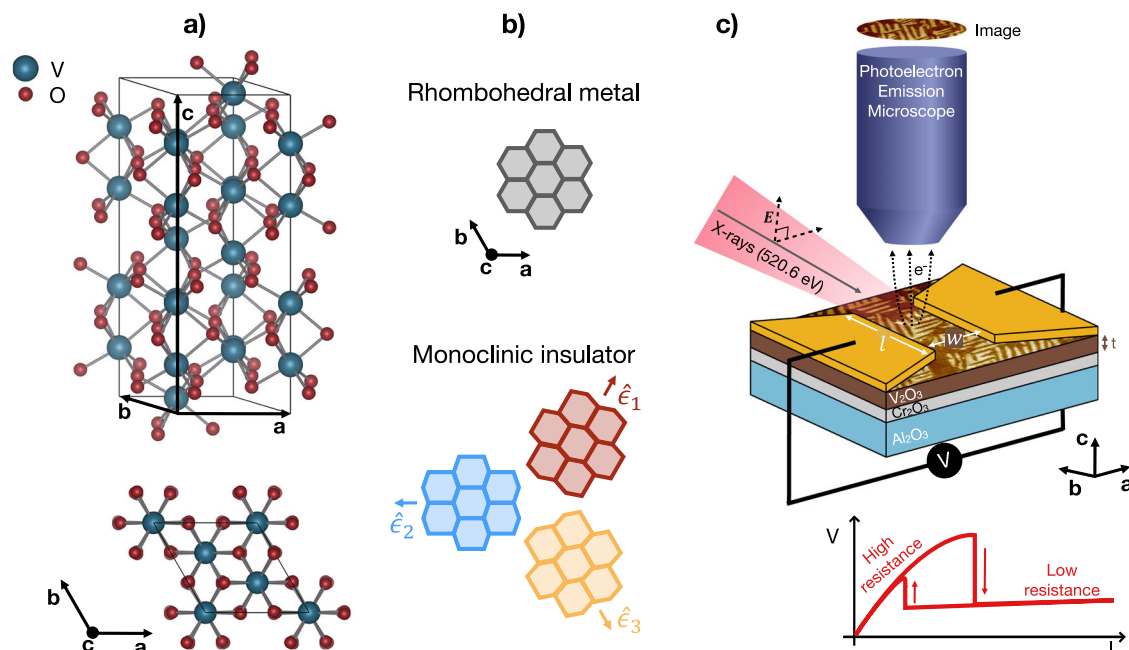 a)
V
O
c
b
a
b
c
a
b)
Rhombohedral metal
b
c
a
Monoclinic insulator
ϵ̂1
ϵ̂2
ϵ̂3
c)
Image
Photoelectron
Emission
Microscope
E
X-rays (520.6 eV)
e-
l
w
t
V2O3
Cr2O3
Al2O3
V
c
b
a
V
High
resistance
Low
resistance
I